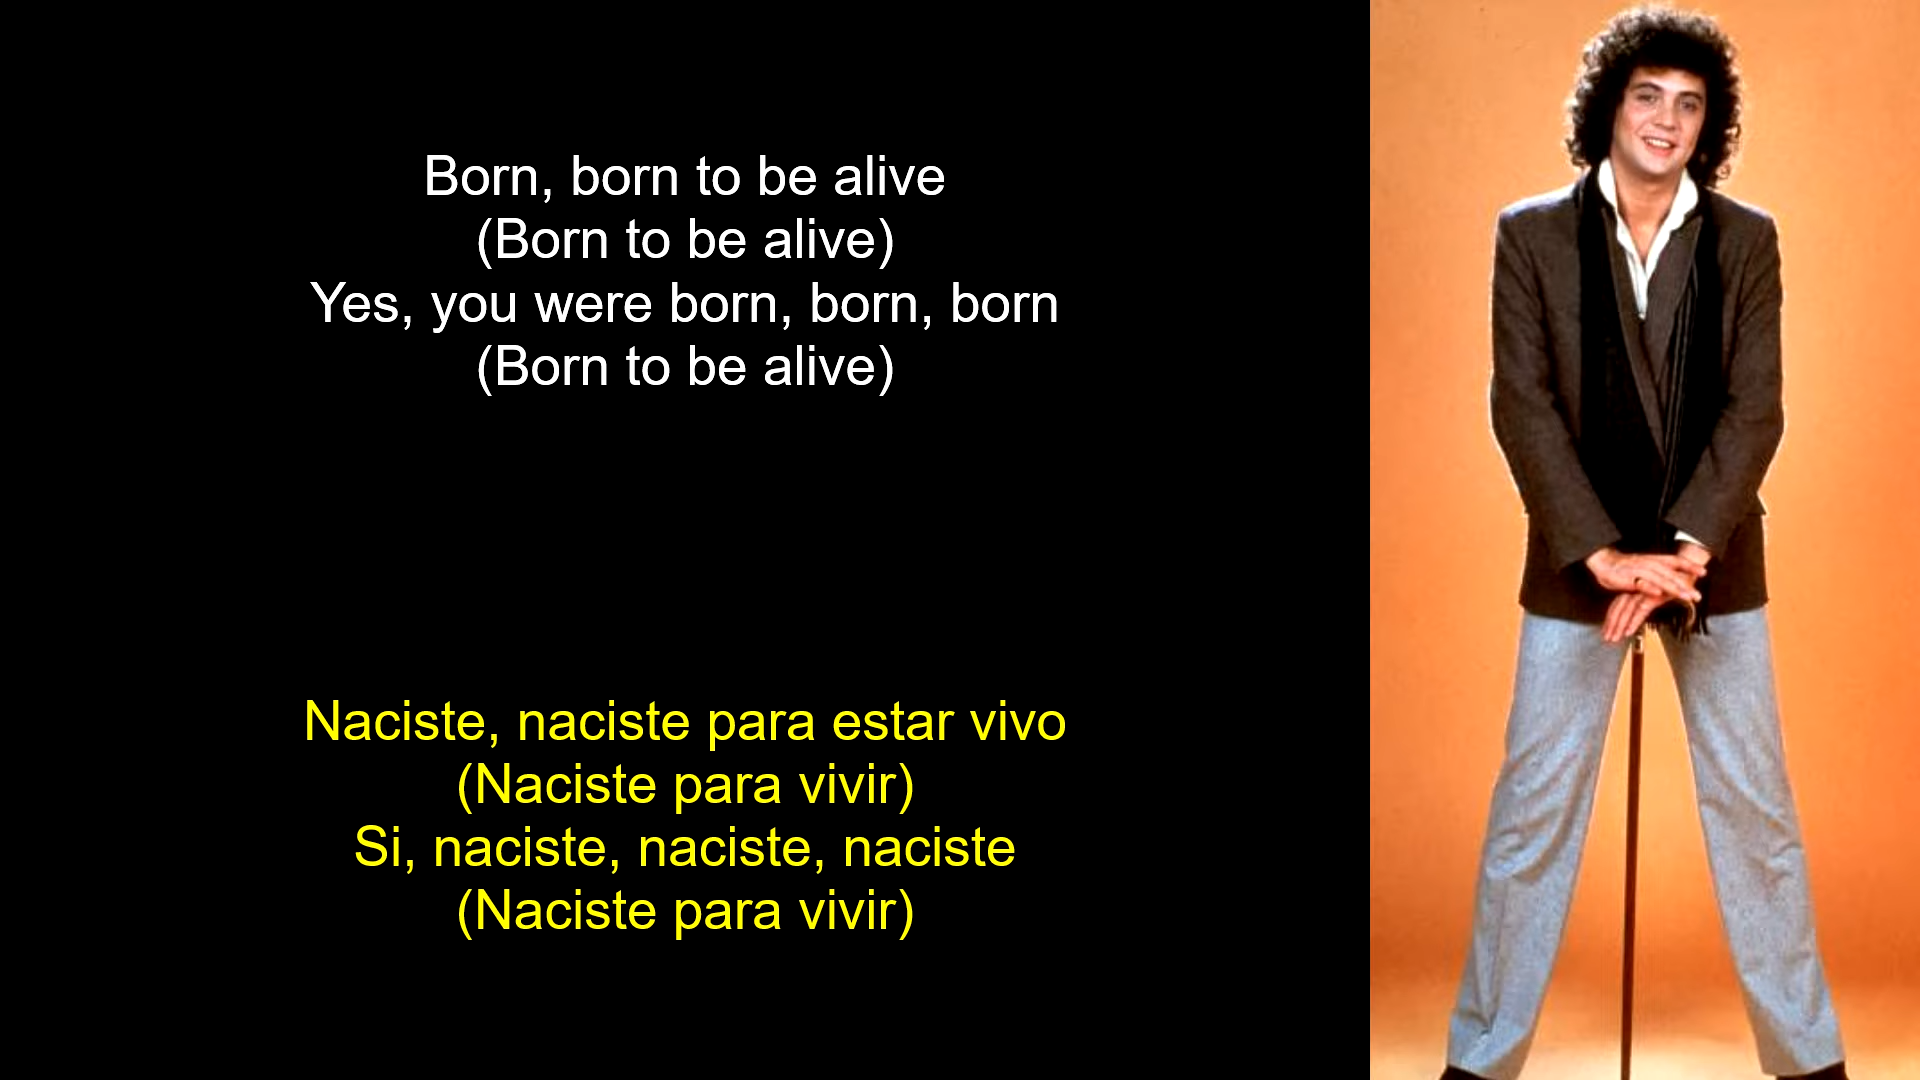 Born, born to be alive
(Born to be alive)
Yes, you were born, born, born
(Born to be alive)
Naciste, naciste para estar vivo
(Naciste para vivir)
Si, naciste, naciste, naciste
(Naciste para vivir)